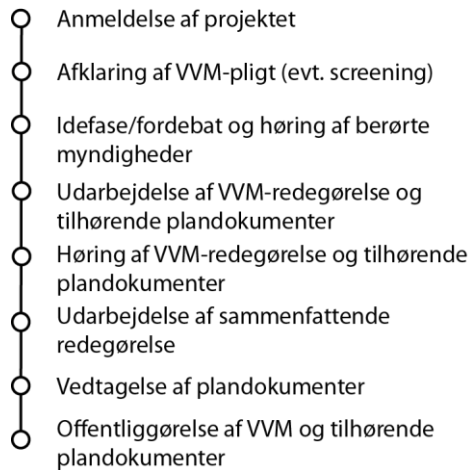 Anmeldelse af projektet
Afklaring af VVM-pligt (evt. screening)
Idefase/fordebat og høring af berørte
myndigheder
Udarbejdelse af VVM-redegørelse og
tilhørende plandokumenter
Høring af VVM-redegørelse og tilhørende
plandokumenter
Udarbejdelse af sammenfattende
redegørelse
Vedtagelse af plandokumenter
Offentliggørelse af VVM og tilhørende
plandokumenter